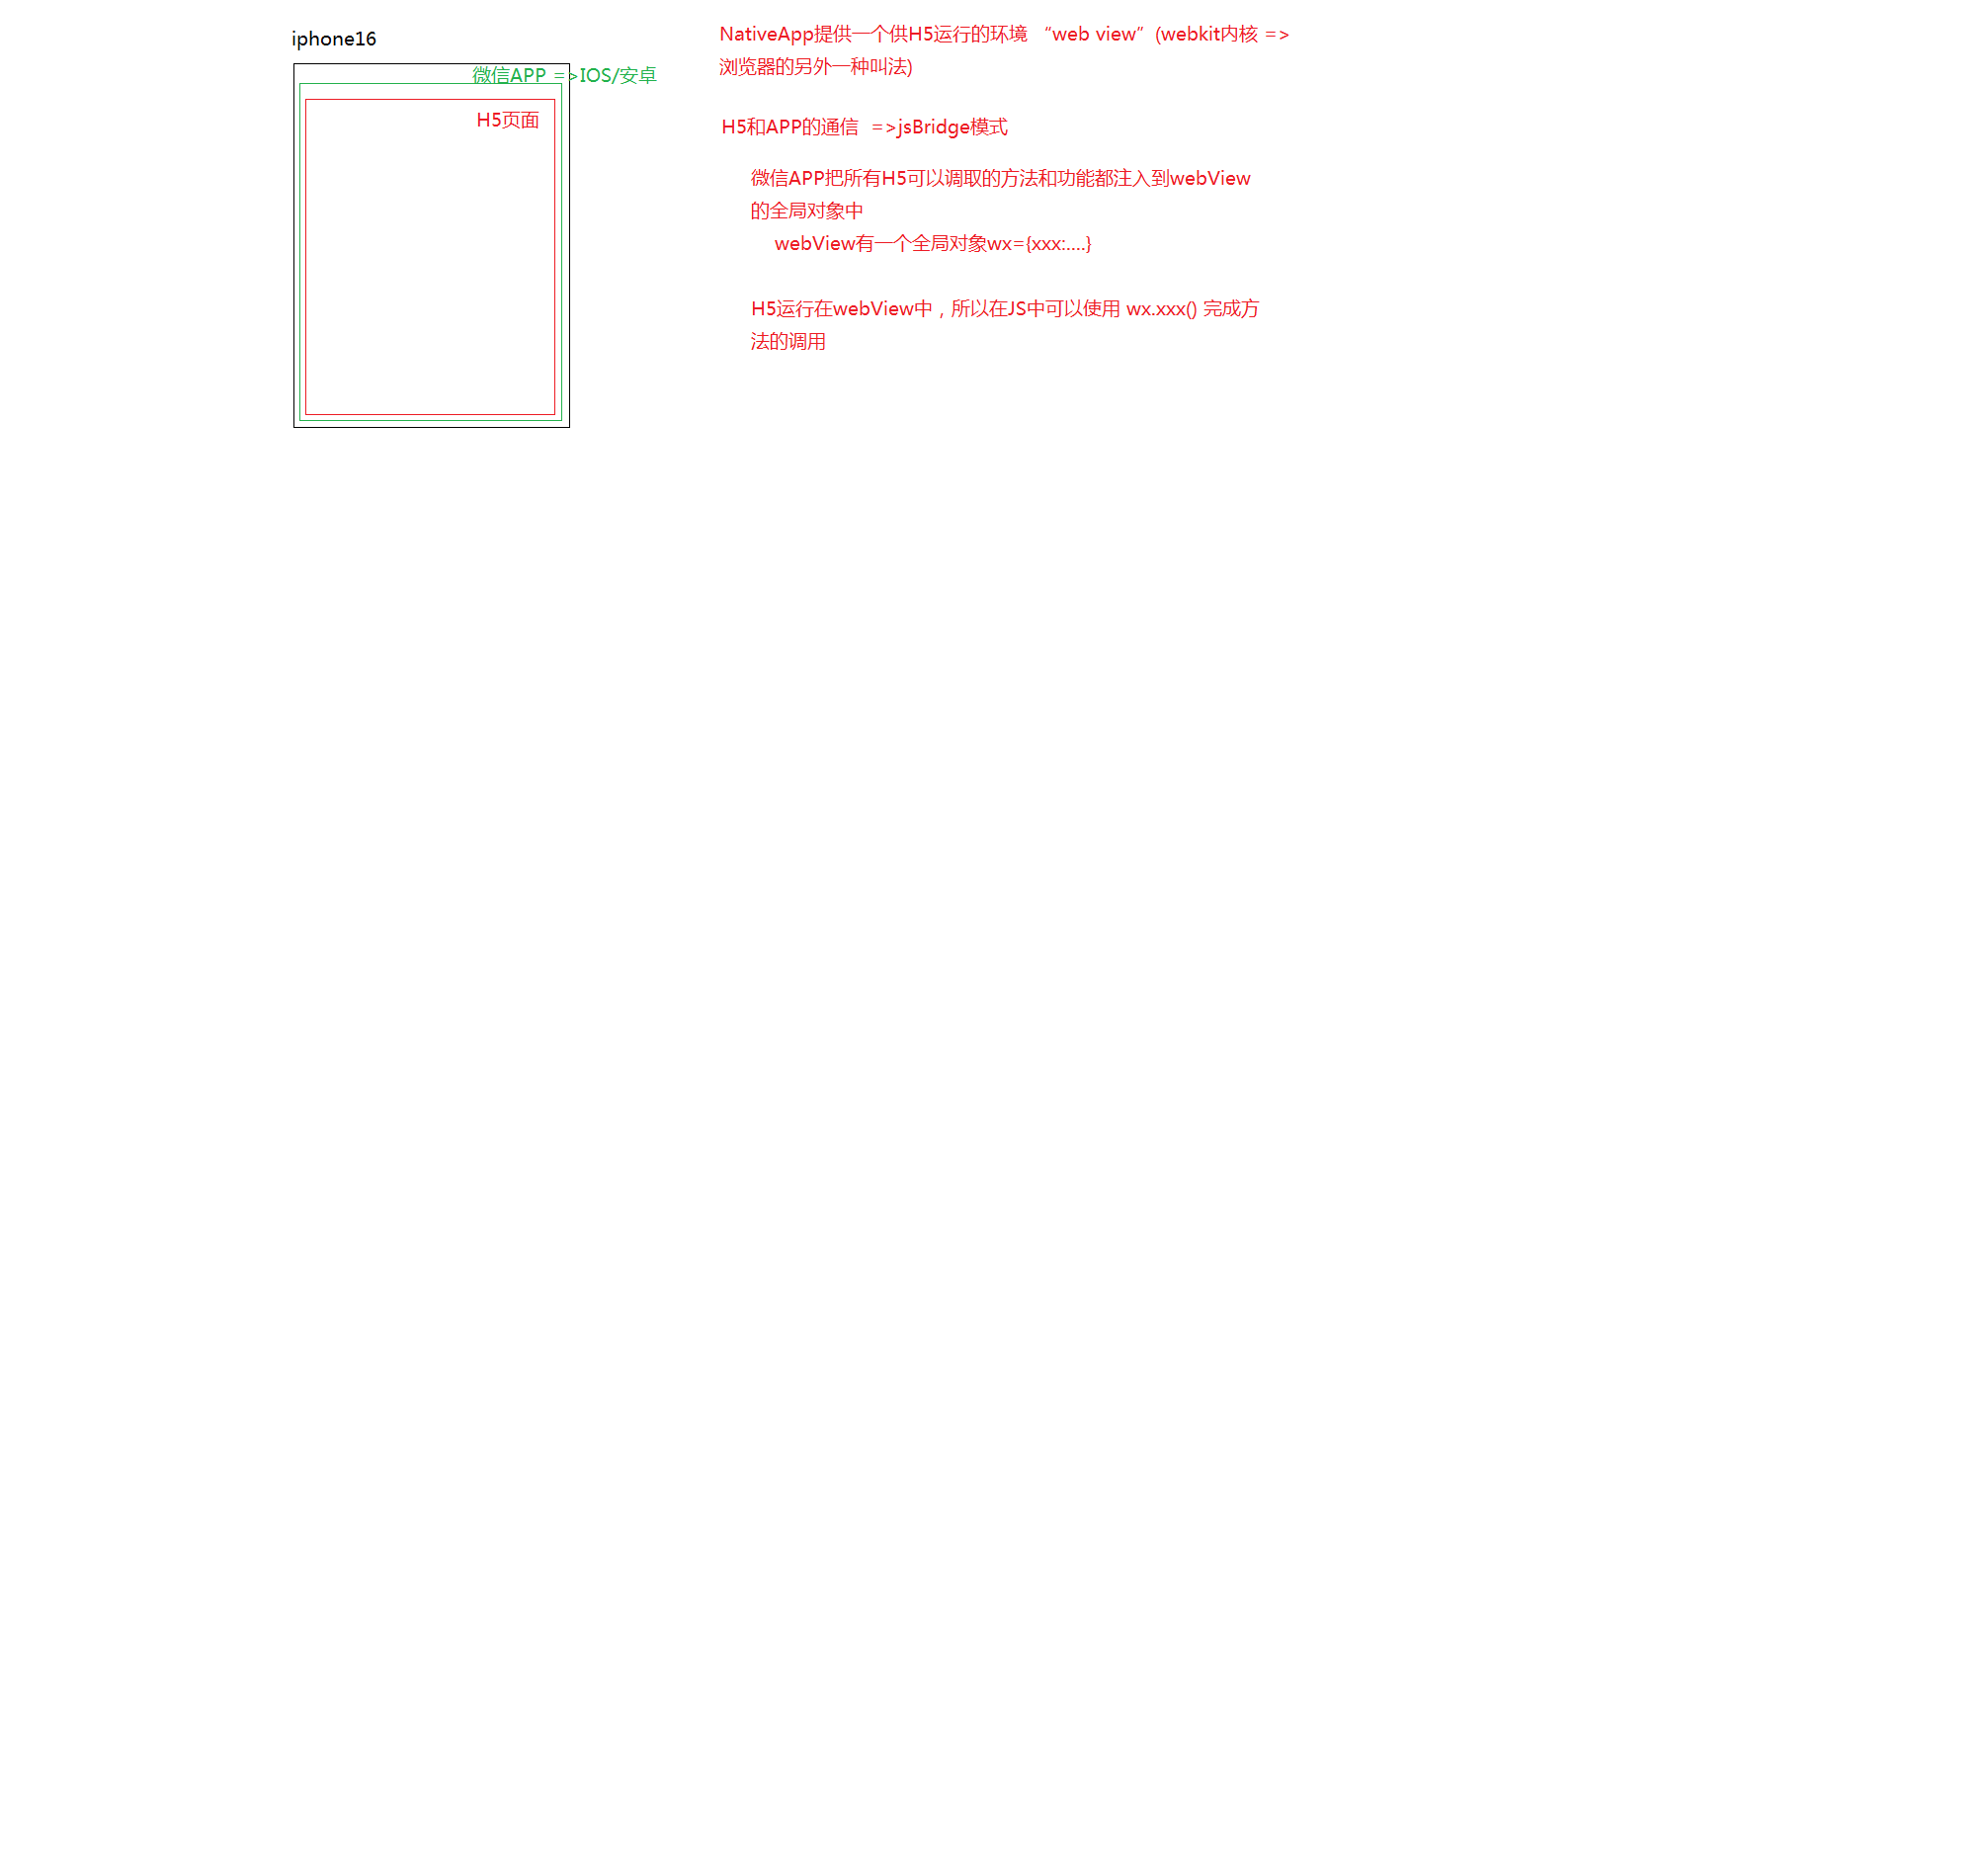 iphone16
微信APP =>IOS/安卓
H5页面
NativeApp提供一个供H5运行的环境 “web view”(webkit内核 =>
浏览器的另外一种叫法)
H5和APP的通信 =>jsBridge模式
微信APP把所有H5可以调取的方法和功能都注入到webView
的全局对象中
webView有一个全局对象wx={xxx:....}
H5运行在webView中，所以在JS中可以使用 wx.xxx() 完成方
法的调用